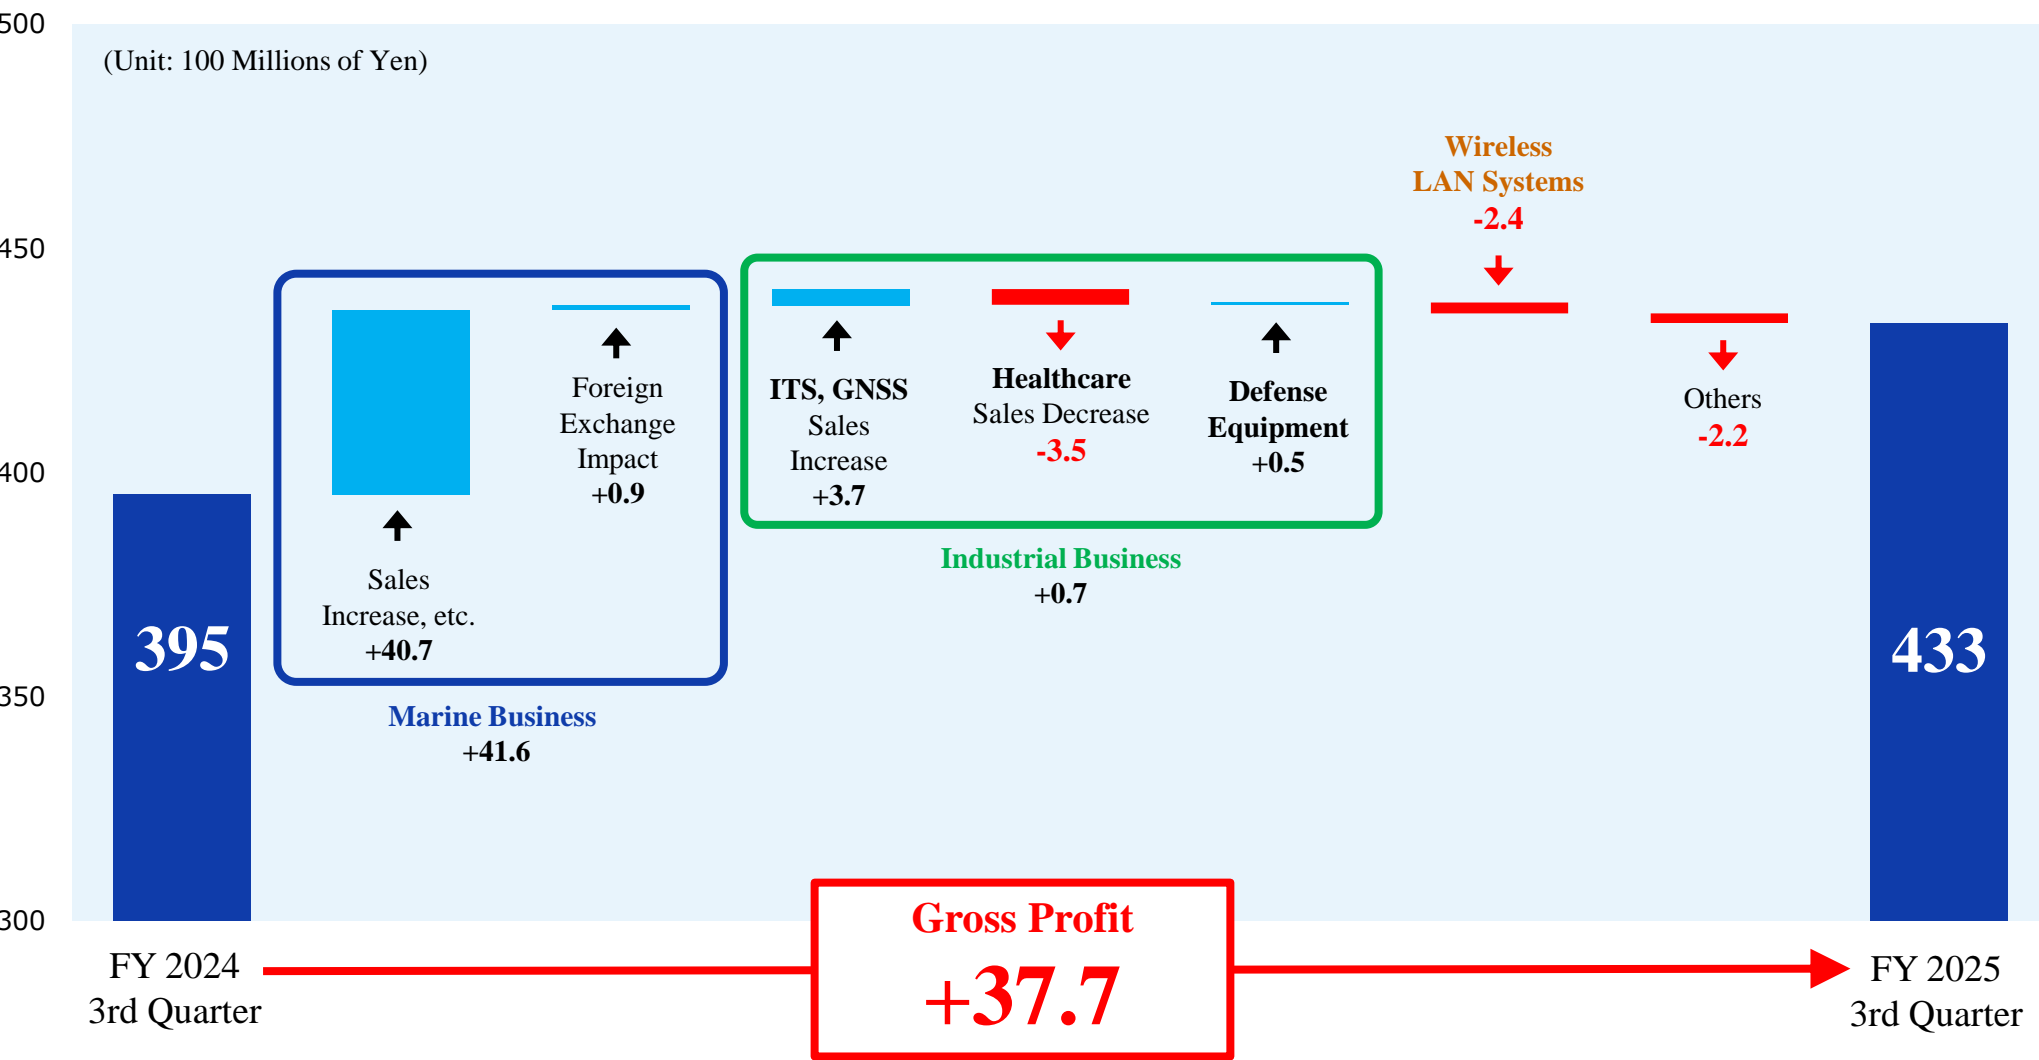 500
(Unit: 100 Millions of Yen)
450
400
350
300
395
Sales
Increase, etc.
+40.7
Foreign
Exchange
Impact
+0.9
Marine Business
+41.6
ITS, GNSS
Sales
Increase
+3.7
Healthcare
Sales Decrease
-3.5
Defense
Equipment
+0.5
Industrial Business
+0.7
Wireless
LAN Systems
-2.4
Others
-2.2
433
FY 2024
3rd Quarter
Gross Profit
+37.7
FY 2025
3rd Quarter